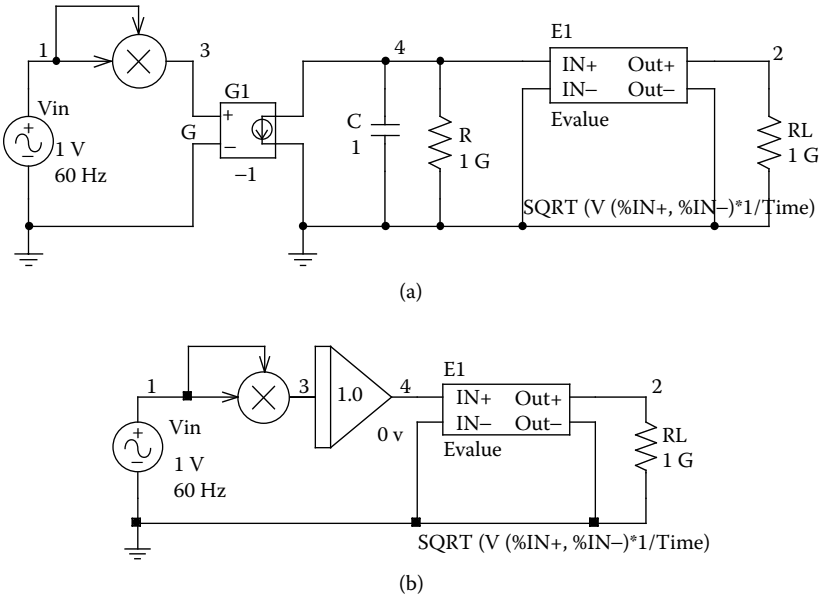 E1
1
3
4
2
G1
IN+ Out+
IN− Out−
Vin
+
−
1 V
60 Hz
G
+
−
−1
C
1
R
1 G
Evalue
RL
1 G
SQRT (V (%IN+, %IN−)*1/Time)
(a)
E1
1
3
1.0
4
2
IN+ Out+
IN− Out−
Vin
+
−
1 V
60 Hz
0 v
Evalue
RL
1 G
SQRT (V (%IN+, %IN−)*1/Time)
(b)